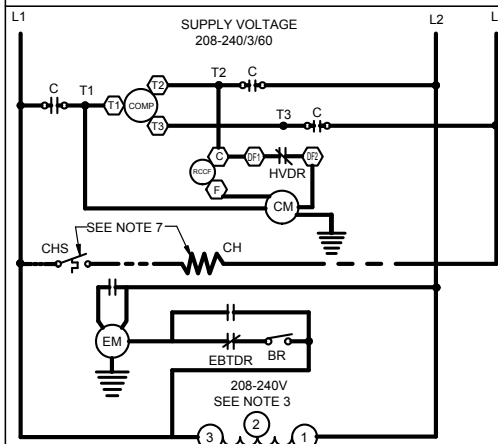 L1
SUPPLY VOLTAGE
208-240/3/60
L2
L
C
T1
T1
COMP
T2
T3
T2
C
T3
C
C
DF1
HVDR
DF2
RCCF
F
CM
SEE NOTE 7
CHS
CH
EM
EBTDR
BR
208-240V
SEE NOTE 3
3
2
1